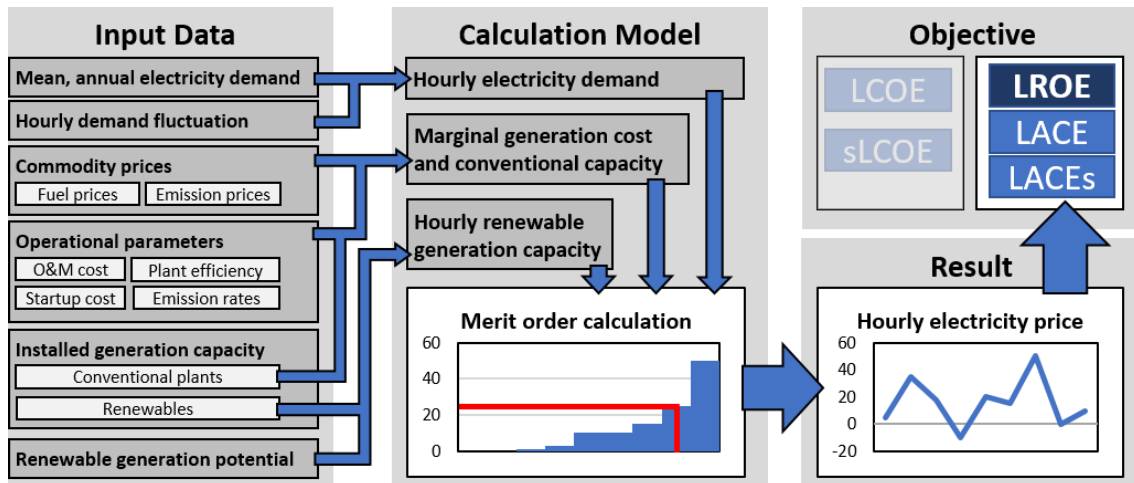 Input Data
Mean, annual electricity demand
Hourly demand fluctuation
Commodity prices
Fuel prices
Emission prices
Operational parameters
O&M cost
Plant efficiency
Startup cost
Emission rates
Installed generation capacity
Conventional plants
Renewables
Renewable generation potential
Calculation Model
Hourly electricity demand
Marginal generation cost
and conventional capacity
Hourly renewable
generation capacity
Merit order calculation
60
40
20
0
Objective
LCOE
sLCOE
LROE
LACE
LACEs
Result
Hourly electricity price
60
40
20
0
-20